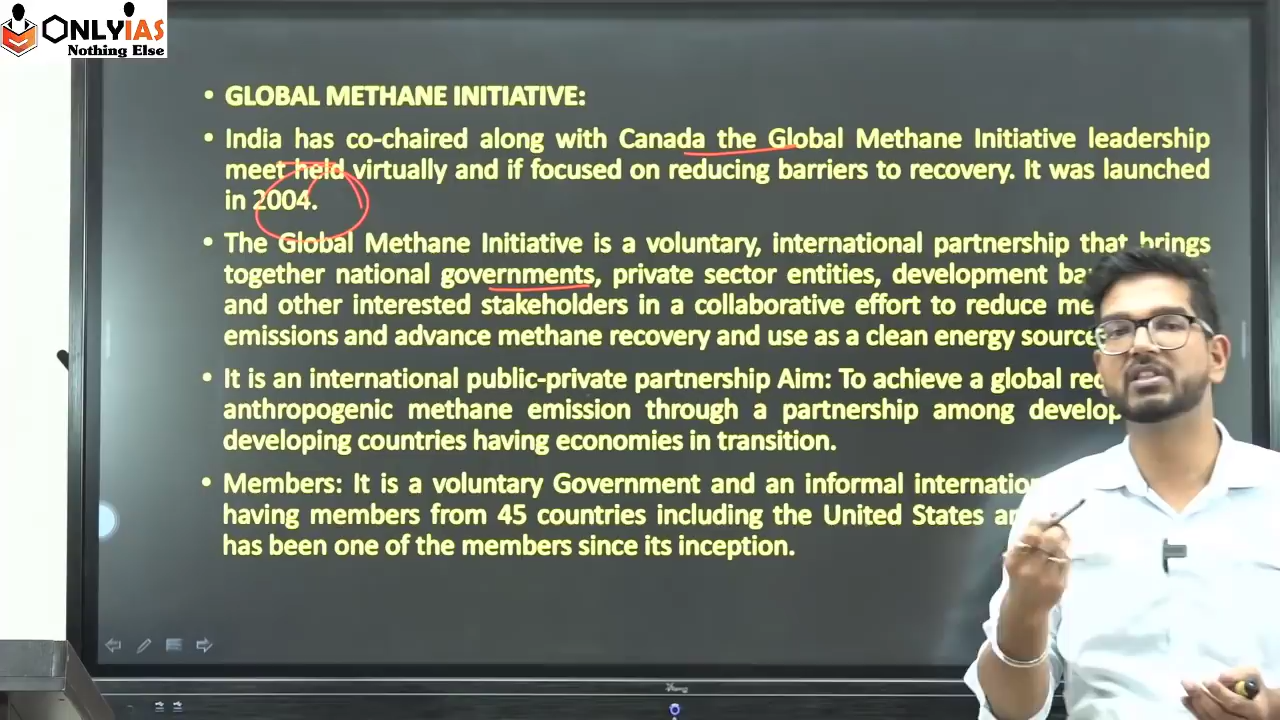 ONLYIAS
Nothing Else
• GLOBAL METHANE INITIATIVE:
• India has co-chaired along with Canada the Global Methane Initiative leadership
meet held virtually and if focused on reducing barriers to recovery. It was launched
in 2004.
• The Global Methane Initiative is a voluntary, international partnership that brings
together national governments, private sector entities, development
and other interested stakeholders in a collaborative effort to reduce
emissions and advance methane recovery and use as a clean energy
• It is an international public-private partnership Aim: To achieve a global
anthropogenic methane emission through a partnership among
developing countries having economies in transition.
• Members: It is a voluntary Government and an informal
having members from 45 countries including the United States
has been one of the members since its inception.